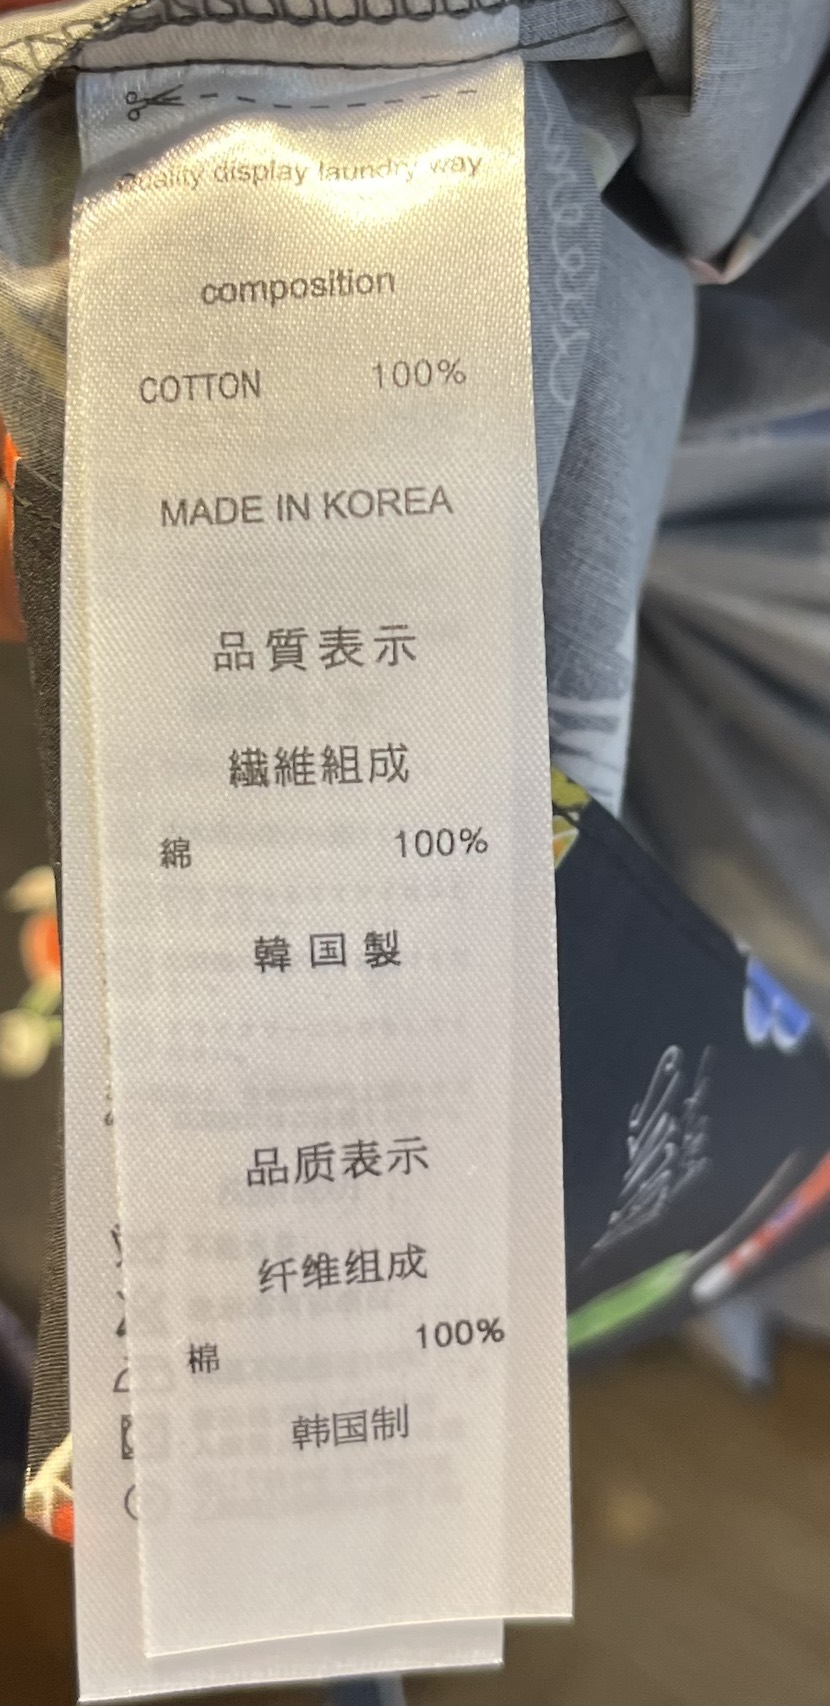 Quality display laundry way
composition
COTTON 100%
MADE IN KOREA
品質表示
繊維組成
綿 100%
韓国製
品质表示
纤维组成
棉 100%
韩国制